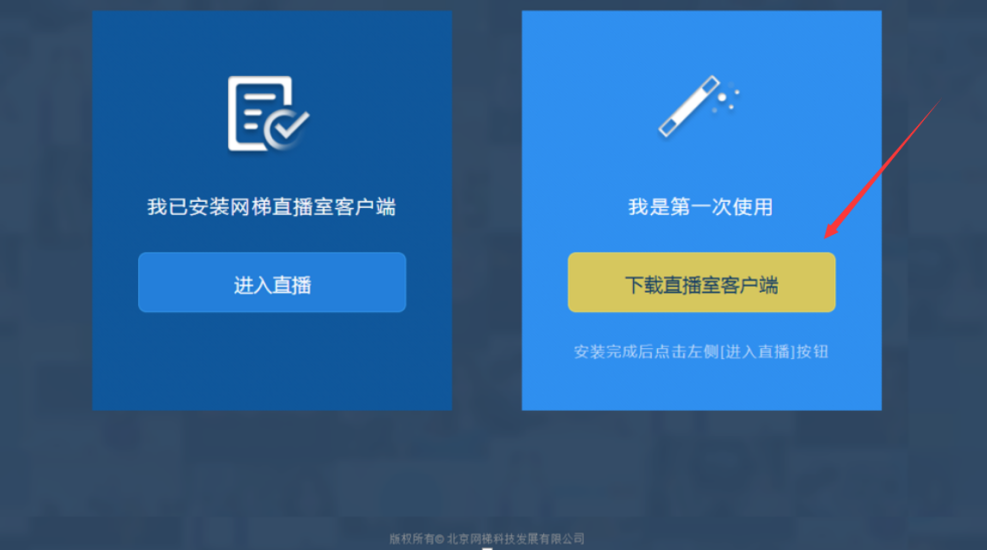 我已安装网梯直播室客户端
进入直播
我是第一次使用
下载直播室客户端
安装完成后点击左侧[进入直播]按钮
版权所有© 北京网梯科技发展有限公司